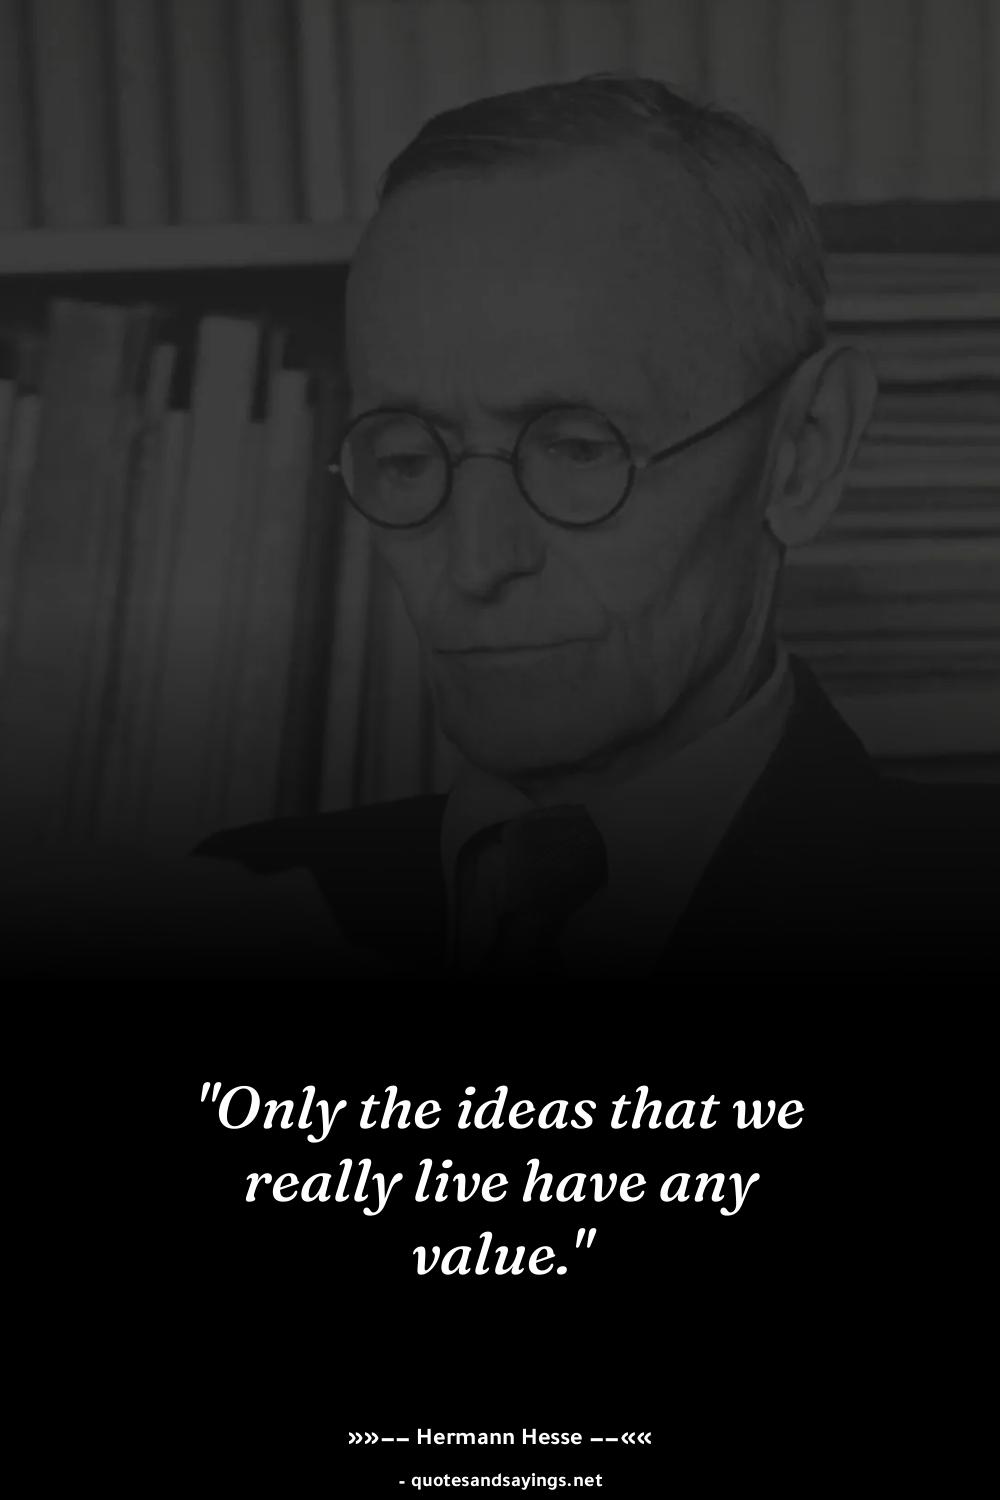 "Only the ideas that we
really live have any
value."
»»–– Hermann Hesse ––««
- quotesandsayings.net